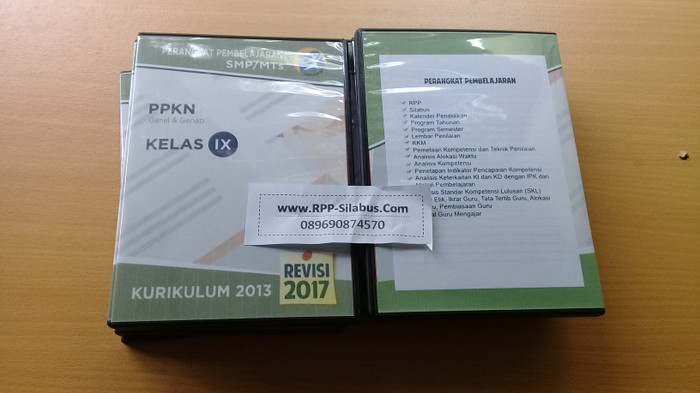 PERANGKAT PEMBELAJARAN
SMP/MTs
PPKN
Ganjil & Genap
KELAS IX
REVISI
2017
KURIKULUM 2013
www.RPP-Silabus.Com
089690874570
PERANGKAT PEMBELAJARAN
RPP
Silabus
Kalender Pendidikan
Program Tahunan
Program Semester
Lembar Penilaian
KKM
Pemetaan Kompetensi dan Teknik Penilaian
Analisis Alokasi Waktu
Analisis Kompetensi
Penetapan Indikator Pencapaian Kompetensi
Analisis Keterkaitan KI dan KD dengan IPK dan
Pembelajaran
Standar Kompetensi Lulusan (SKL)
Etik, Ikrar Guru, Tata Tertib Guru, Alokasi
Pembiasaan Guru
Guru Mengajar